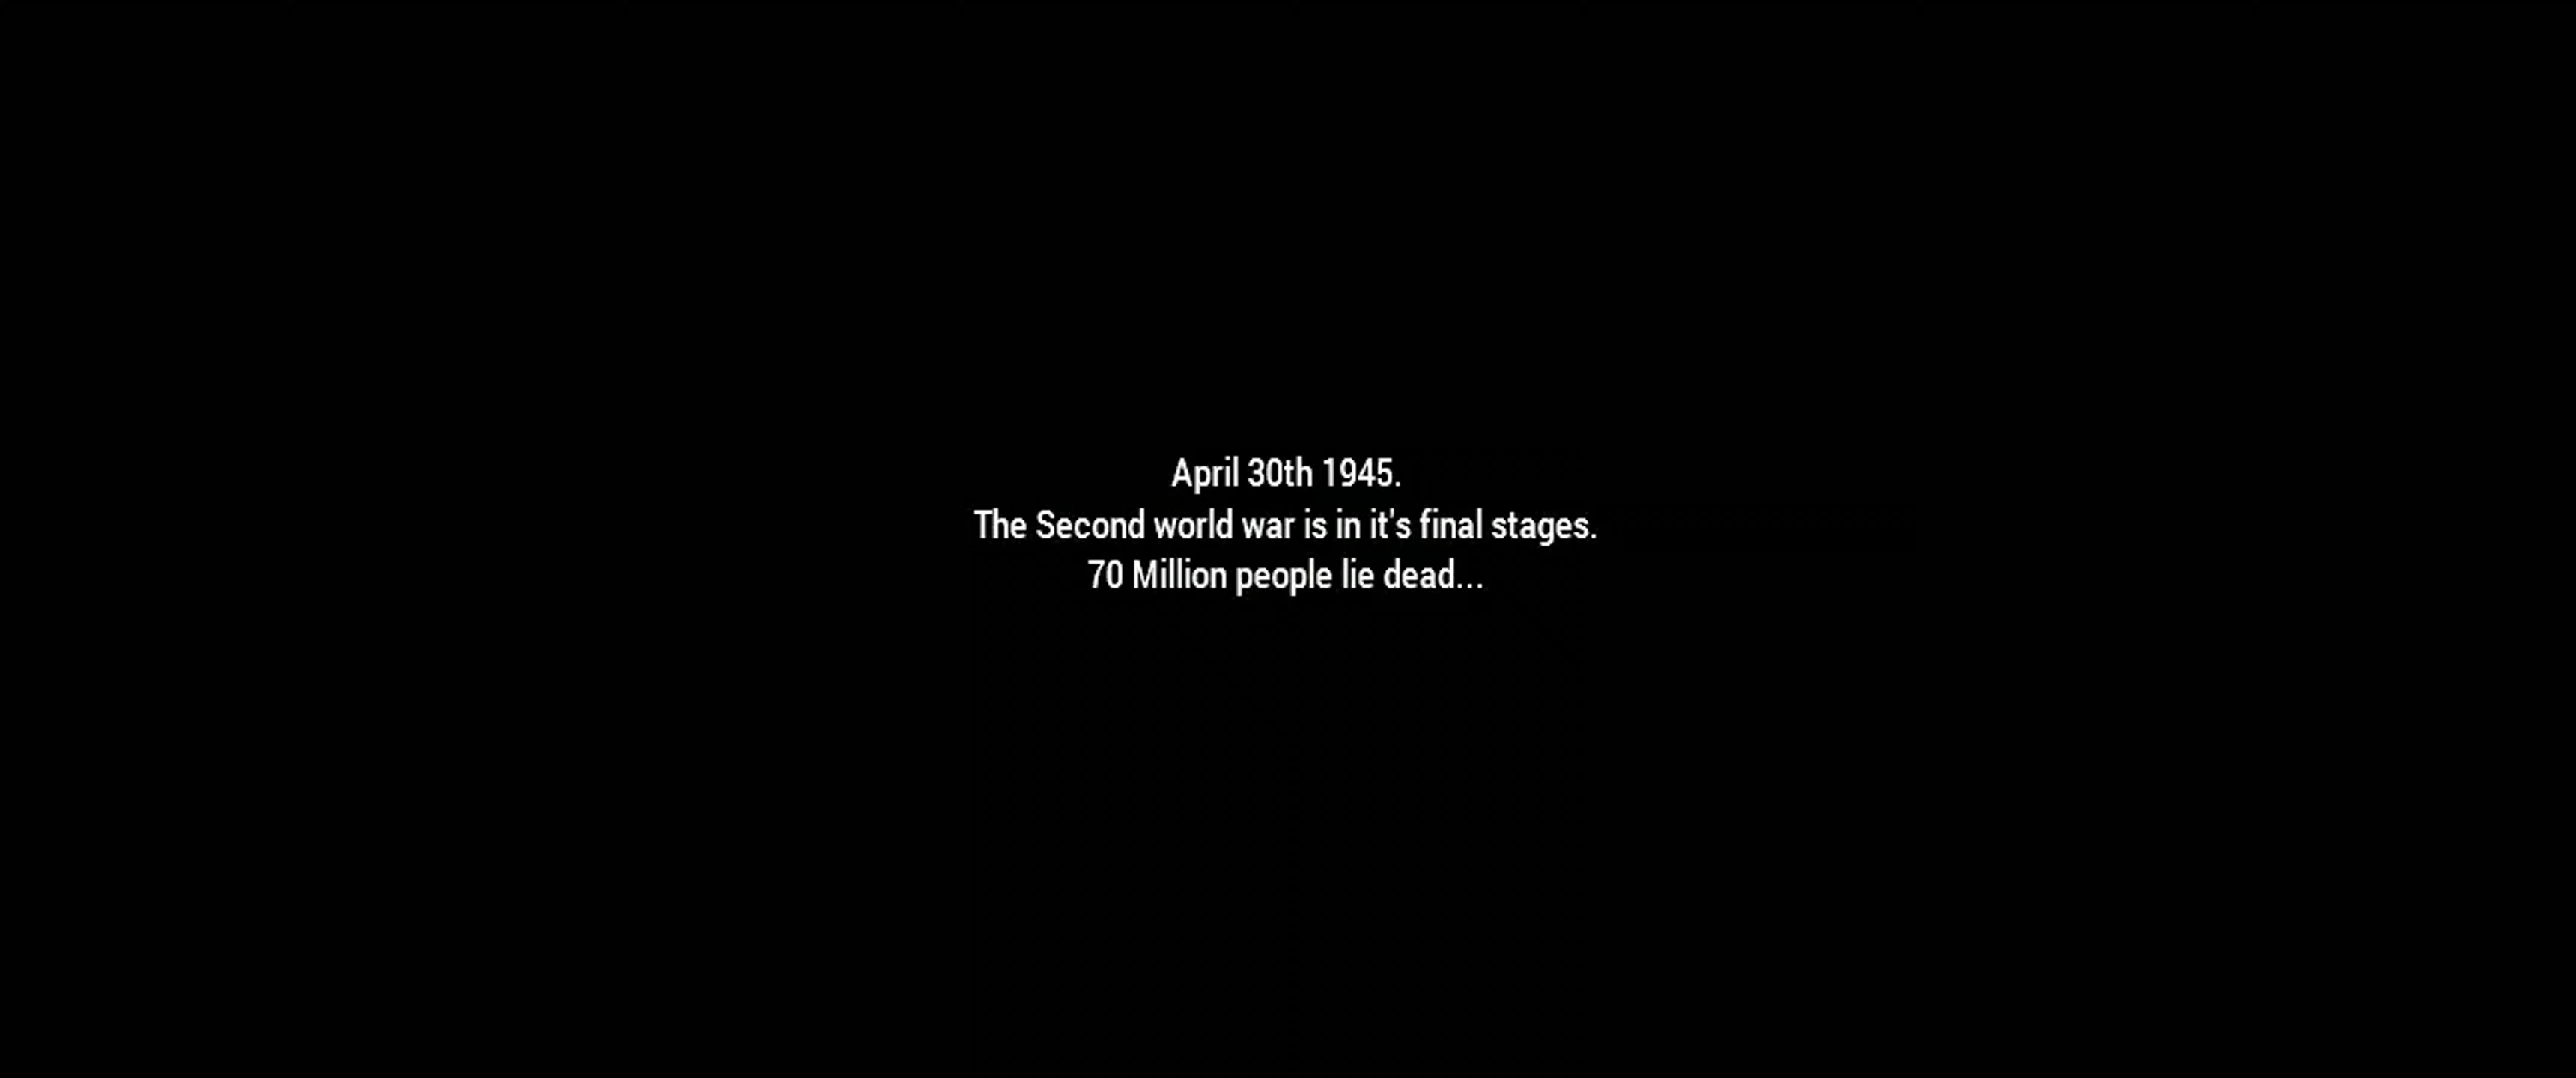 April 30th 1945.
The Second world war is in it's final stages.
70 Million people lie dead...